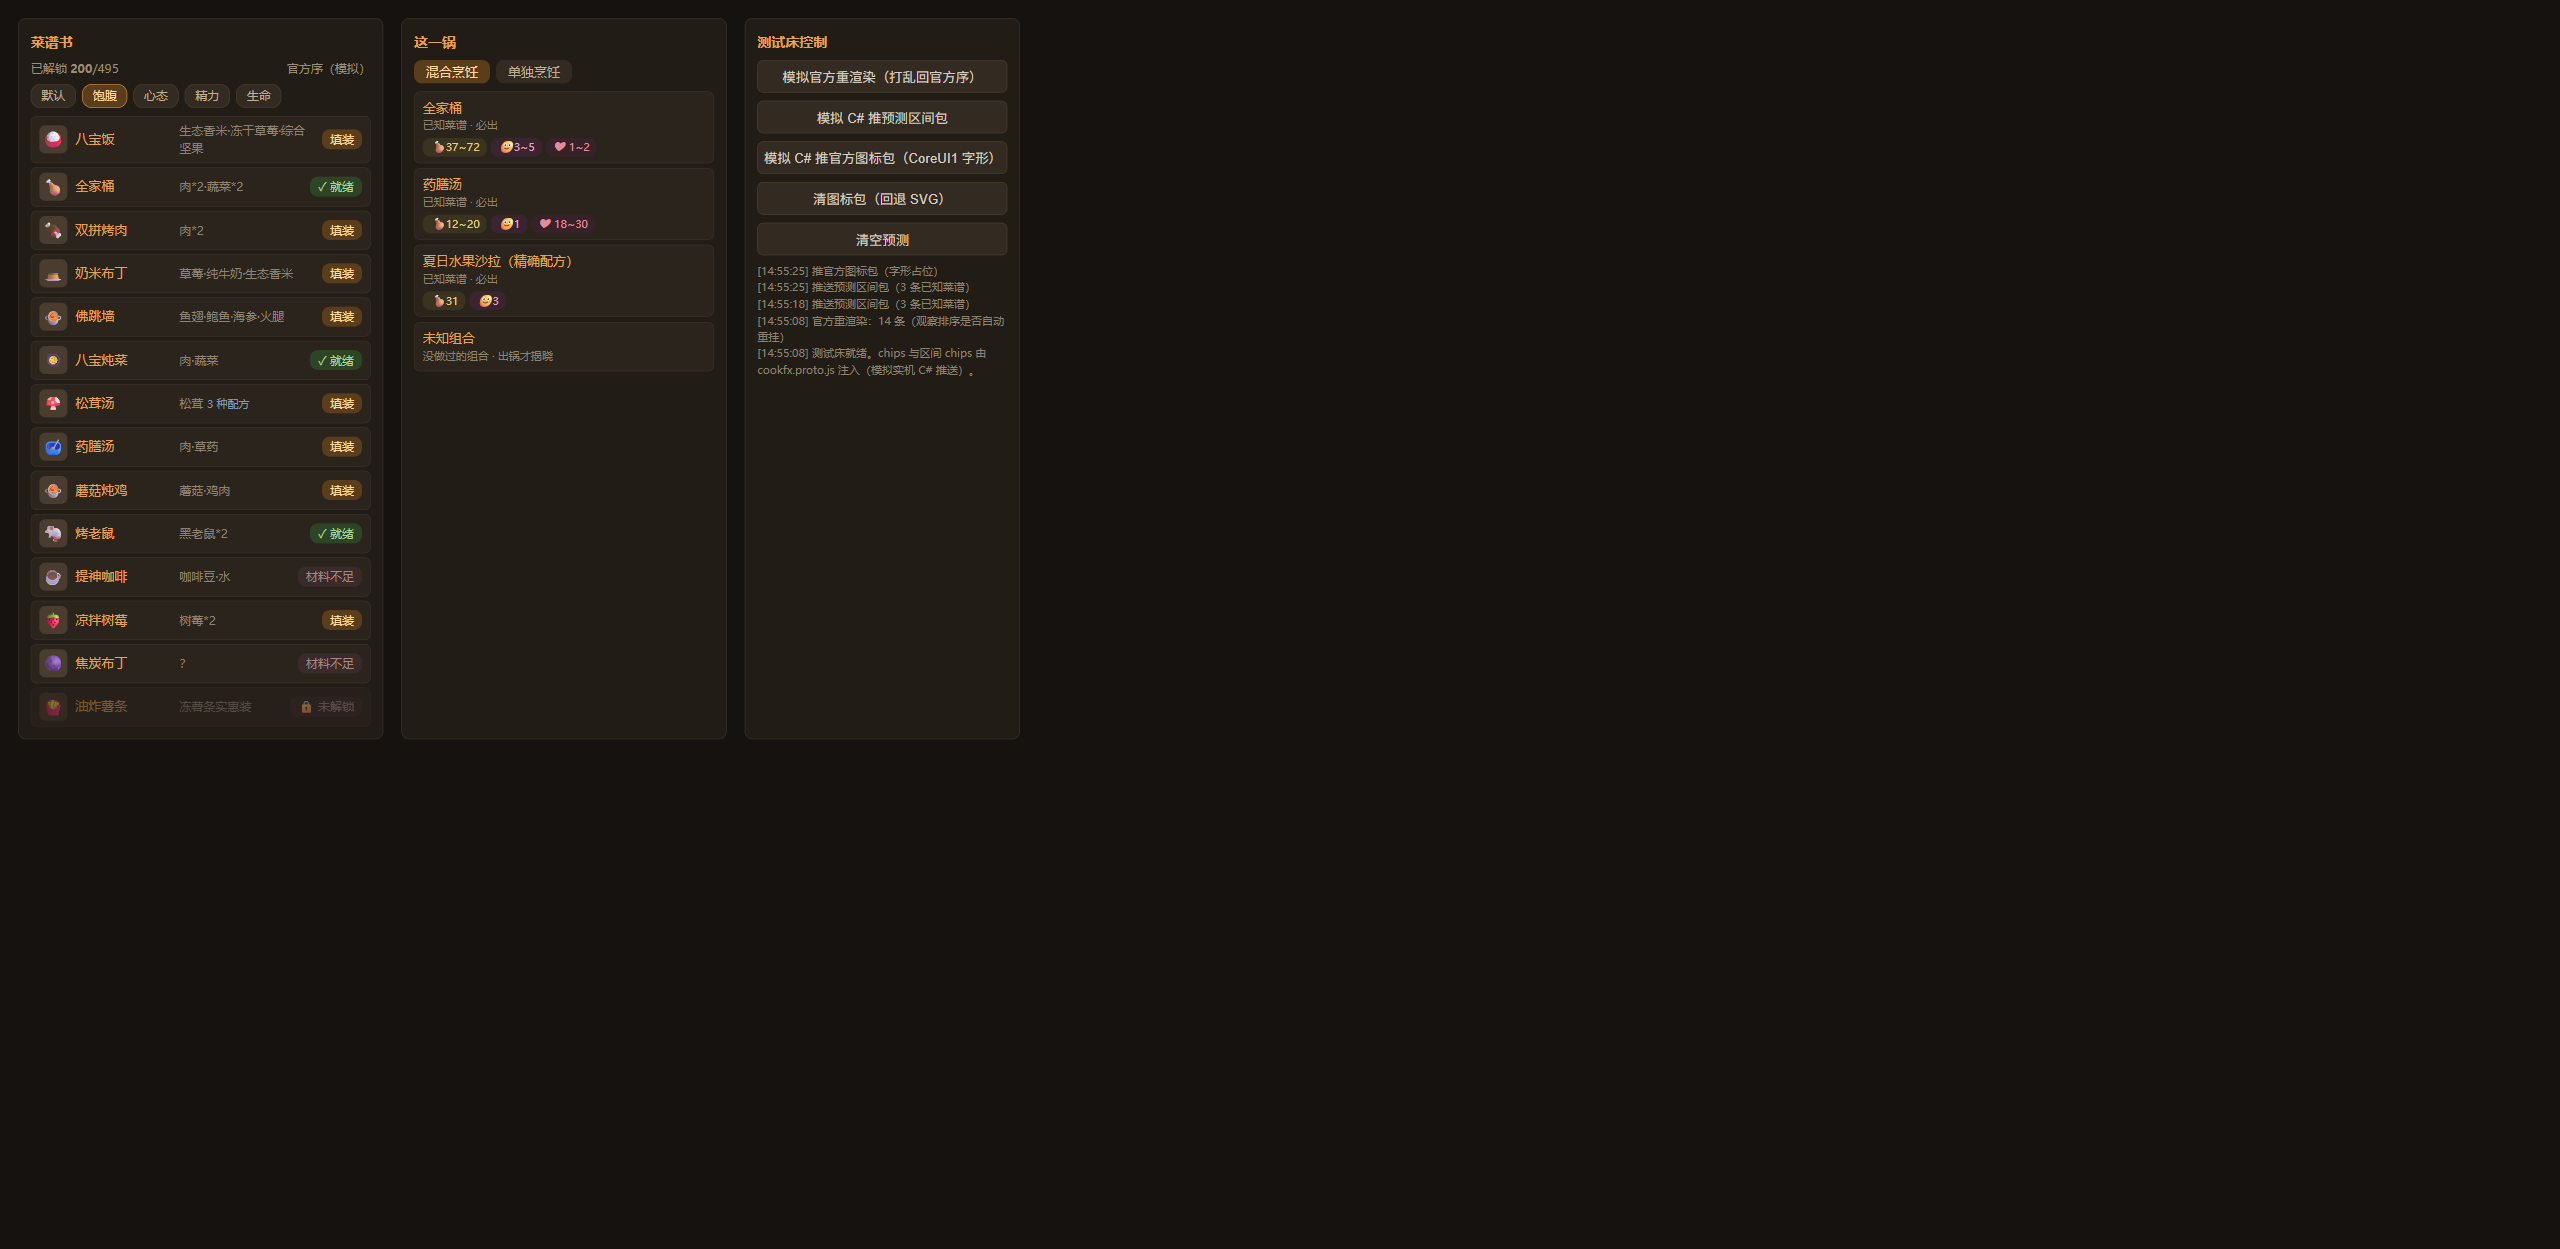 菜谱书
已解锁 200/495 官方序（模拟）
默认 饱腹 心态 精力 生命
八宝饭 生态香米·冻干草莓·综合坚果 填装
全家桶 肉*2·蔬菜*2 ✓ 就绪
双拼烤肉 肉*2 填装
奶米布丁 草莓·纯牛奶·生态香米 填装
佛跳墙 鱼翅·鲍鱼·海参·火腿 填装
八宝炖菜 肉·蔬菜 ✓ 就绪
松茸汤 松茸 3 种配方 填装
药膳汤 肉·草药 填装
蘑菇炖鸡 蘑菇·鸡肉 填装
烤老鼠 黑老鼠*2 ✓ 就绪
提神咖啡 咖啡豆·水 材料不足
凉拌树莓 树莓*2 填装
焦炭布丁 ? 材料不足
油炸薯条 冻薯条实惠装 未解锁
这一锅
混合烹饪 单独烹饪
全家桶
已知菜谱 · 必出
37~72 3~5 1~2
药膳汤
已知菜谱 · 必出
12~20 1 18~30
夏日水果沙拉（精确配方）
已知菜谱 · 必出
31 3
未知组合
没做过的组合 · 出锅才揭晓
测试床控制
模拟官方重渲染（打乱回官方序）
模拟 C# 推预测区间包
模拟 C# 推官方图标包（CoreUI1 字形）
清图标包（回退 SVG）
清空预测
[14:55:25] 推官方图标包（字形占位）
[14:55:25] 推送预测区间包（3 条已知菜谱）
[14:55:18] 推送预测区间包（3 条已知菜谱）
[14:55:08] 官方重渲染：14 条（观察排序是否自动
重挂）
[14:55:08] 测试床就绪。chips 与区间 chips 由
cookfx.proto.js 注入（模拟实机 C# 推送）。